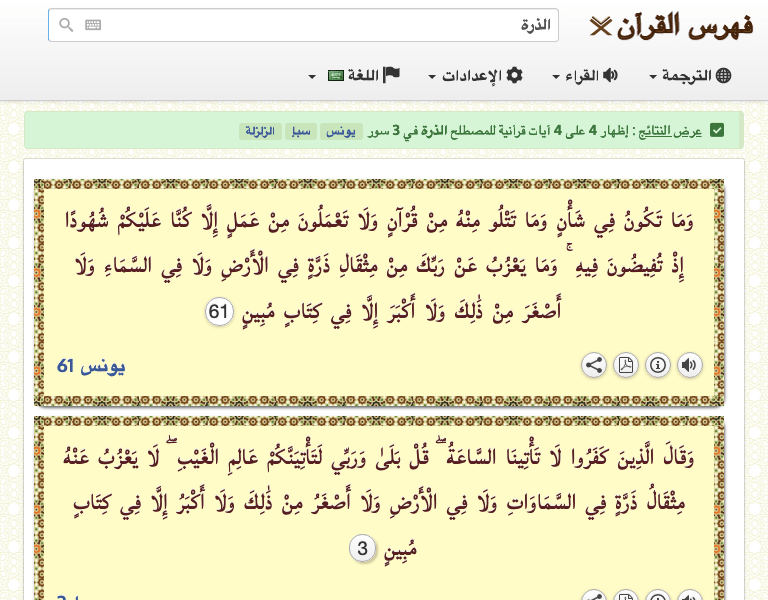 فهرس القرآن
الذرة
الترجمة القراء الإعدادات اللغة
عرض النتائج : إظهار 4 على 4 آيات قرآنية للمصطلح الذرة في 3 سور يونس سبإ الزلزلة
وَمَا تَكُونُ فِي شَأْنٍ وَمَا تَتْلُو مِنْهُ مِنْ قُرْآنٍ وَلَا تَعْمَلُونَ مِنْ عَمَلٍ إِلَّا كُنَّا عَلَيْكُمْ شُهُودًا
إِذْ تُفِيضُونَ فِيهِ ۚ وَمَا يَعْزُبُ عَنْ رَبِّكَ مِنْ مِثْقَالِ ذَرَّةٍ فِي الْأَرْضِ وَلَا فِي السَّمَاءِ وَلَا
أَصْغَرَ مِنْ ذَٰلِكَ وَلَا أَكْبَرَ إِلَّا فِي كِتَابٍ مُبِينٍ 61
يونس 61
وَقَالَ الَّذِينَ كَفَرُوا لَا تَأْتِينَا السَّاعَةُ ۖ قُلْ بَلَىٰ وَرَبِّي لَتَأْتِيَنَّكُمْ عَالِمِ الْغَيْبِ ۖ لَا يَعْزُبُ عَنْهُ
مِثْقَالُ ذَرَّةٍ فِي السَّمَاوَاتِ وَلَا فِي الْأَرْضِ وَلَا أَصْغَرُ مِنْ ذَٰلِكَ وَلَا أَكْبَرُ إِلَّا فِي كِتَابٍ
مُبِينٍ 3